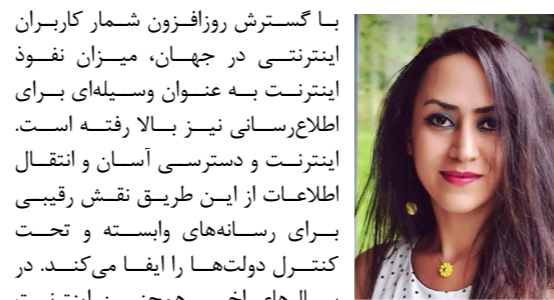 با گسترش روزافزون شمار کاربران
اینترنتی در جهان، میزان نفوذ
اینترنت به عنوان وسیله‌ای برای
اطلاع‌رسانی نیز بالا رفته است.
اینترنت و دسترسی آسان و انتقال
اطلاعات از این طریق نقش رقیبی
برای رسانه‌های وابسته و تحت
کنترل دولت‌ها را ایفا می‌کند. در